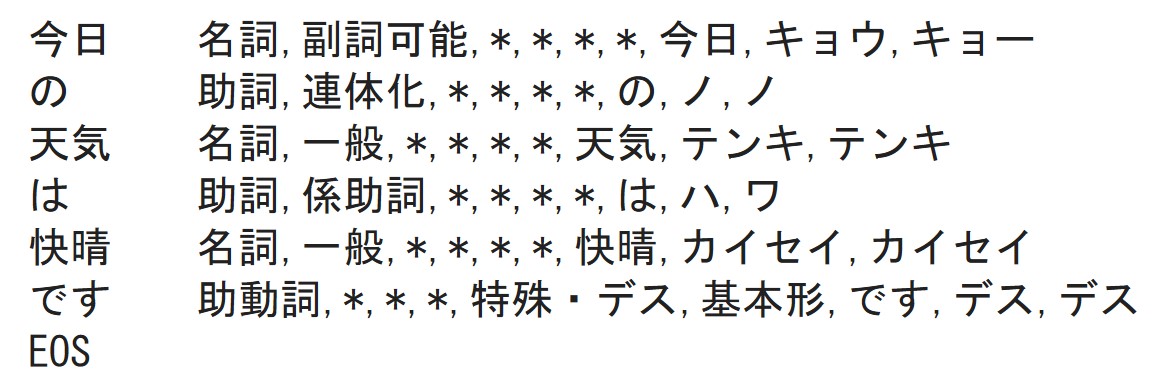 今日 名詞,副詞可能,*,*,*,*,今日,キョウ,キョー
の 助詞,連体化,*,*,*,*,の,ノ,ノ
天気 名詞,一般,*,*,*,*,天気,テンキ,テンキ
は 助詞,係助詞,*,*,*,*,は,ハ,ワ
快晴 名詞,一般,*,*,*,*,快晴,カイセイ,カイセイ
です 助動詞,*,*,*,特殊・デス,基本形,です,デス,デス
EOS